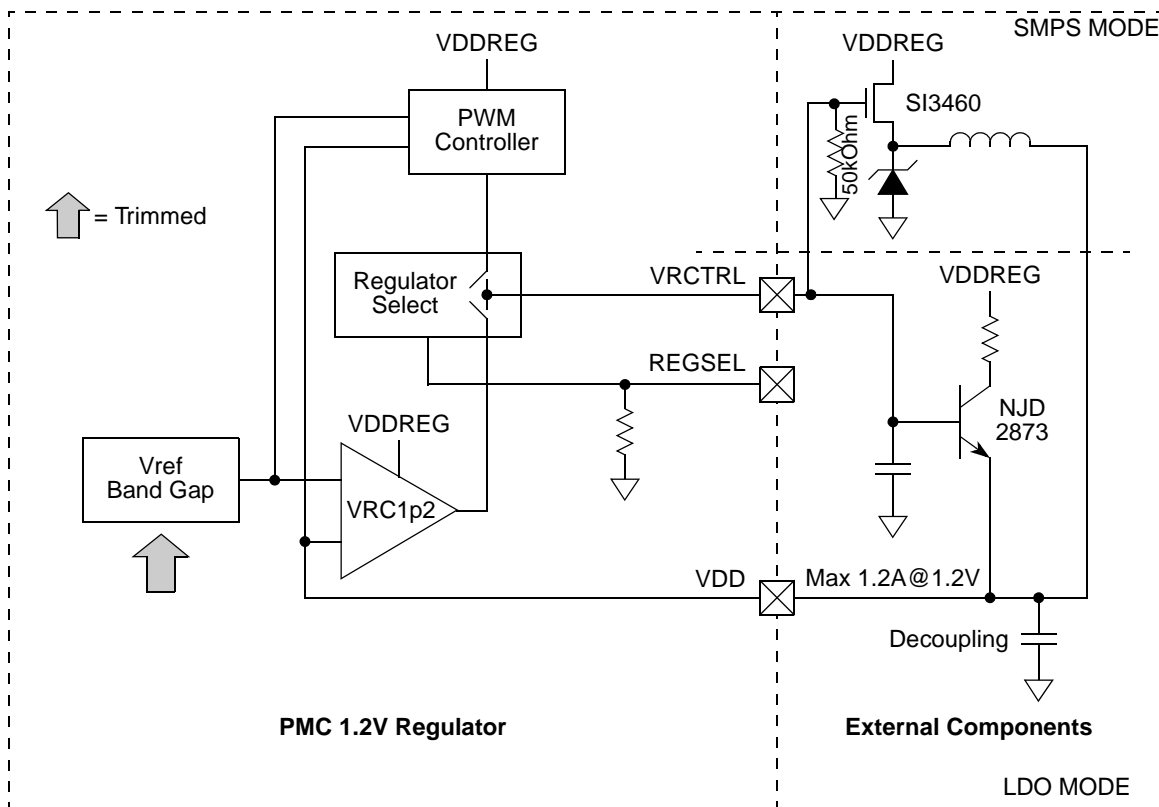 SMPS MODE
VDDREG
VDDREG
PWM
Controller
SI3460
50kOhm
= Trimmed
Regulator
Select
VRCTRL
VDDREG
REGSEL
NJD
2873
VDDREG
Vref
Band Gap
VRC1p2
VDD
Max 1.2A@1.2V
Decoupling
PMC 1.2V Regulator
External Components
LDO MODE